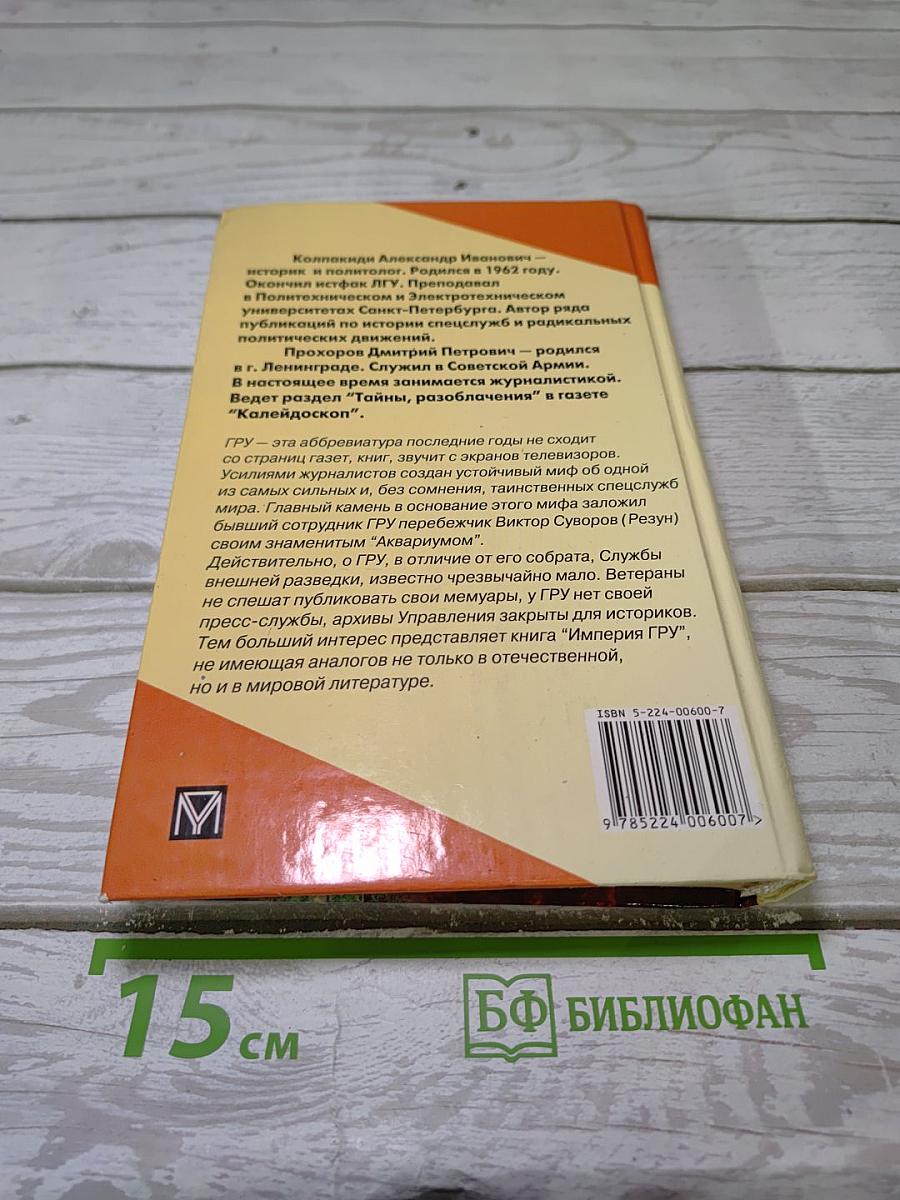 Колпакиди Александр Иванович —
историк и политолог. Родился в 1962 году.
Окончил истфак ЛГУ. Преподавал
в Политехническом и Электротехническом
университетах Санкт-Петербурга. Автор ряда
публикаций по истории спецслужб и радикальных
политических движений.
Прохоров Дмитрий Петрович — родился
в г. Ленинграде. Служил в Советской Армии.
В настоящее время занимается журналистикой.
Ведет раздел "Тайны, разоблачения" в газете
"Калейдоскоп".
ГРУ — эта аббревиатура последние годы не сходит
со страниц газет, книг, звучит с экранов телевизоров.
Усилиями журналистов создан устойчивый миф об одной
из самых сильных и, без сомнения, таинственных спецслужб
мира. Главный камень в основание этого мифа заложил
бывший сотрудник ГРУ перебежчик Виктор Суворов (Резун)
своим знаменитым "Аквариумом".
Действительно, о ГРУ, в отличие от его собрата, Службы
внешней разведки, известно чрезвычайно мало. Ветераны
не спешат публиковать свои мемуары, у ГРУ нет своей
пресс-службы, архивы Управления закрыты для историков.
Тем больший интерес представляет книга "Империя ГРУ",
не имеющая аналогов не только в отечественной,
но и в мировой литературе.
ISBN 5-224-00600-7
9 785224 006007 >
15 см
БФ БИБЛИОФАН